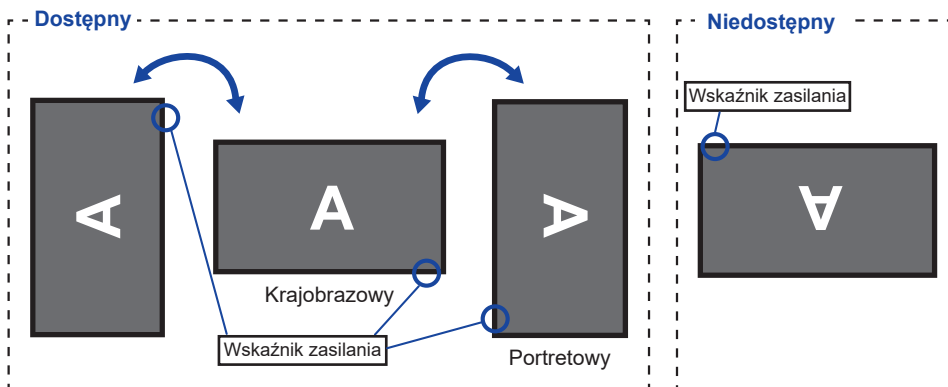 Dostępny
Niedostępny
Wskaźnik zasilania
A
A
A
A
Krajobrazowy
Wskaźnik zasilania
Portretowy